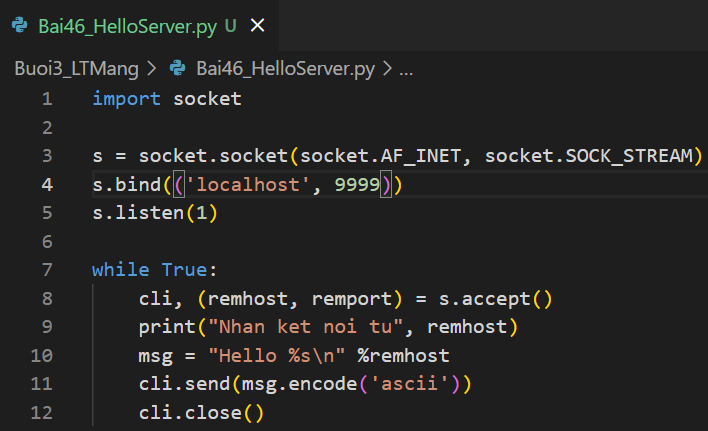 Bai46_HelloServer.py U
Buoi3_LTMang > Bai46_HelloServer.py > ...
1 import socket
2
3 s = socket.socket(socket.AF_INET, socket.SOCK_STREAM)
4 s.bind(('localhost', 9999))
5 s.listen(1)
6
7 while True:
8     cli, (remhost, remport) = s.accept()
9     print("Nhan ket noi tu", remhost)
10     msg = "Hello %s\n" %remhost
11     cli.send(msg.encode('ascii'))
12     cli.close()